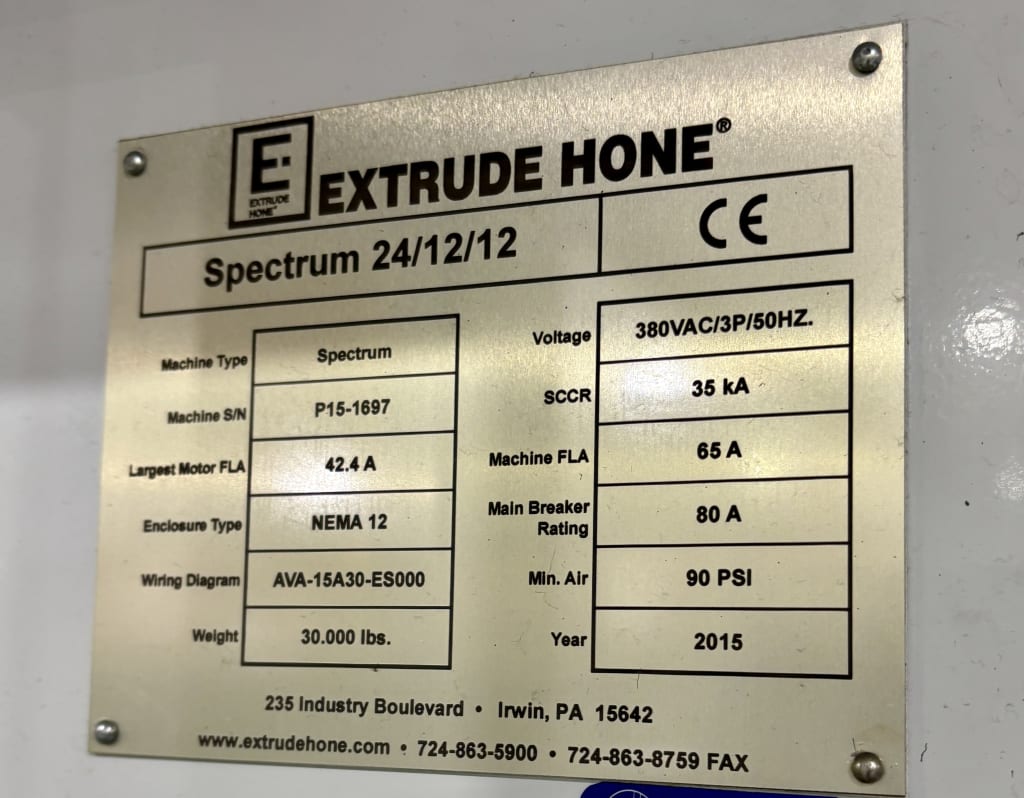 E
EXTRUDE
HONE
EXTRUDE HONE®
Spectrum 24/12/12
CE
Machine Type Spectrum
Machine S/N P15-1697
Largest Motor FLA 42.4 A
Enclosure Type NEMA 12
Wiring Diagram AVA-15A30-ES000
Weight 30.000 lbs.
Voltage 380VAC/3P/50HZ.
SCCR 35 kA
Machine FLA 65 A
Main Breaker
Rating 80 A
Min. Air 90 PSI
Year 2015
235 Industry Boulevard • Irwin, PA 15642
www.extrudehone.com • 724-863-5900 • 724-863-8759 FAX